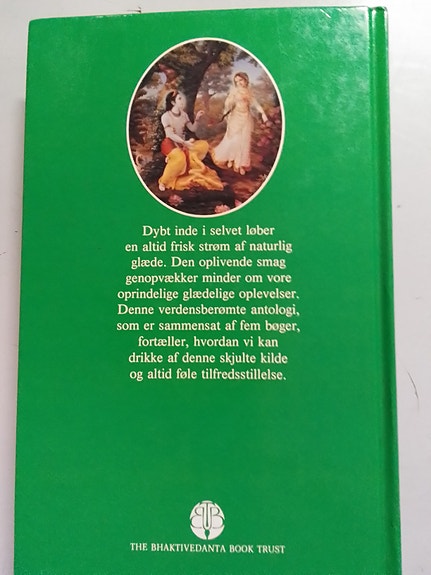 Dybt inde i selvet løber
en altid frisk strøm af naturlig
glæde. Den oplivende smag
genopvækker minder om vore
oprindelige glædelige oplevelser.
Denne verdensberømte antologi,
som er sammensat af fem bøger,
fortæller, hvordan vi kan
drikke af denne skjulte kilde
og altid føle tilfredsstillelse.
THE BHAKTIVEDANTA BOOK TRUST